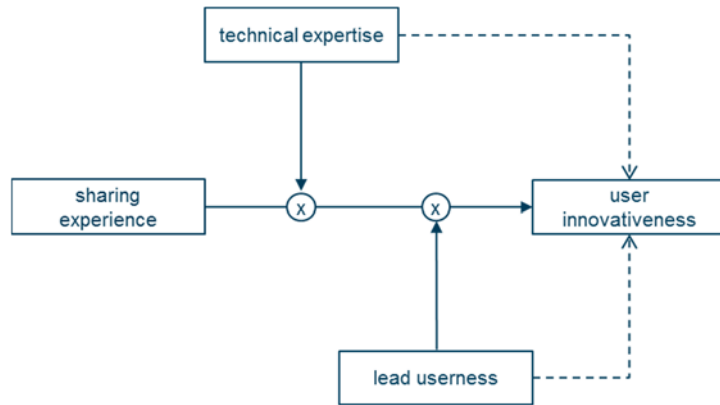 technical expertise
sharing
experience
X
X
user
innovativeness
lead userness